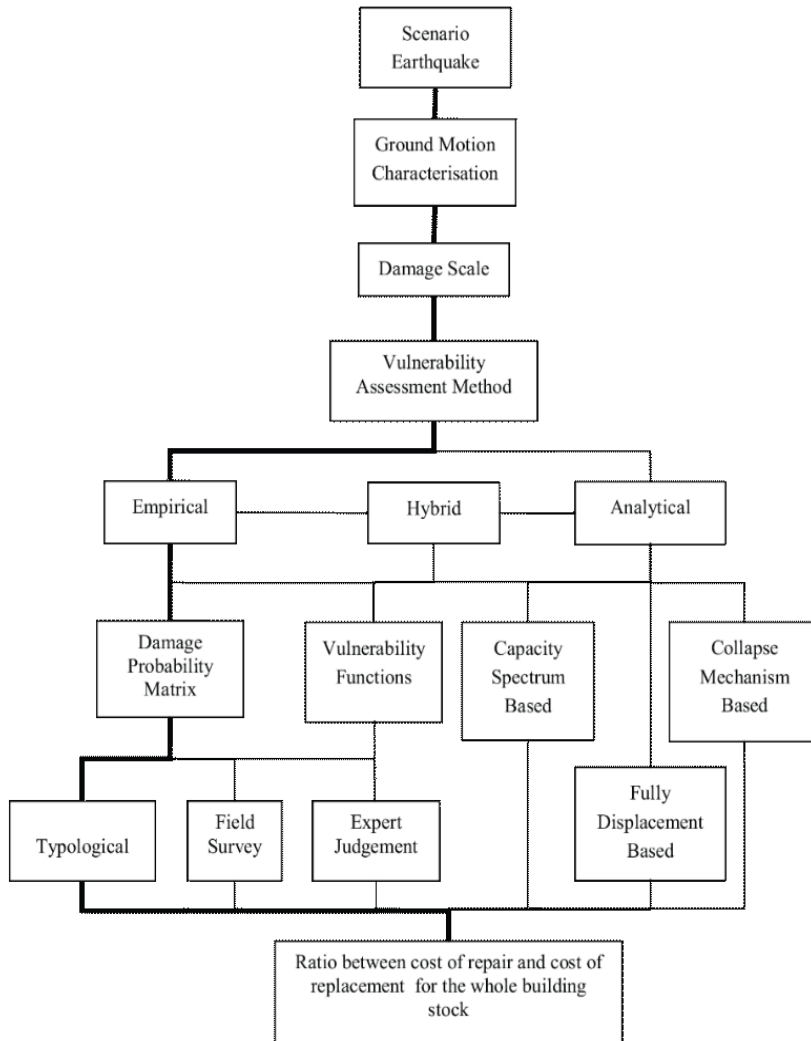 Scenario
Earthquake
Ground Motion
Characterisation
Damage Scale
Vulnerability
Assessment Method
Empirical
Hybrid
Analytical
Damage
Probability
Matrix
Vulnerability
Functions
Capacity
Spectrum
Based
Collapse
Mechanism
Based
Typological
Field
Survey
Expert
Judgement
Fully
Displacement
Based
Ratio between cost of repair and cost of
replacement for the whole building
stock